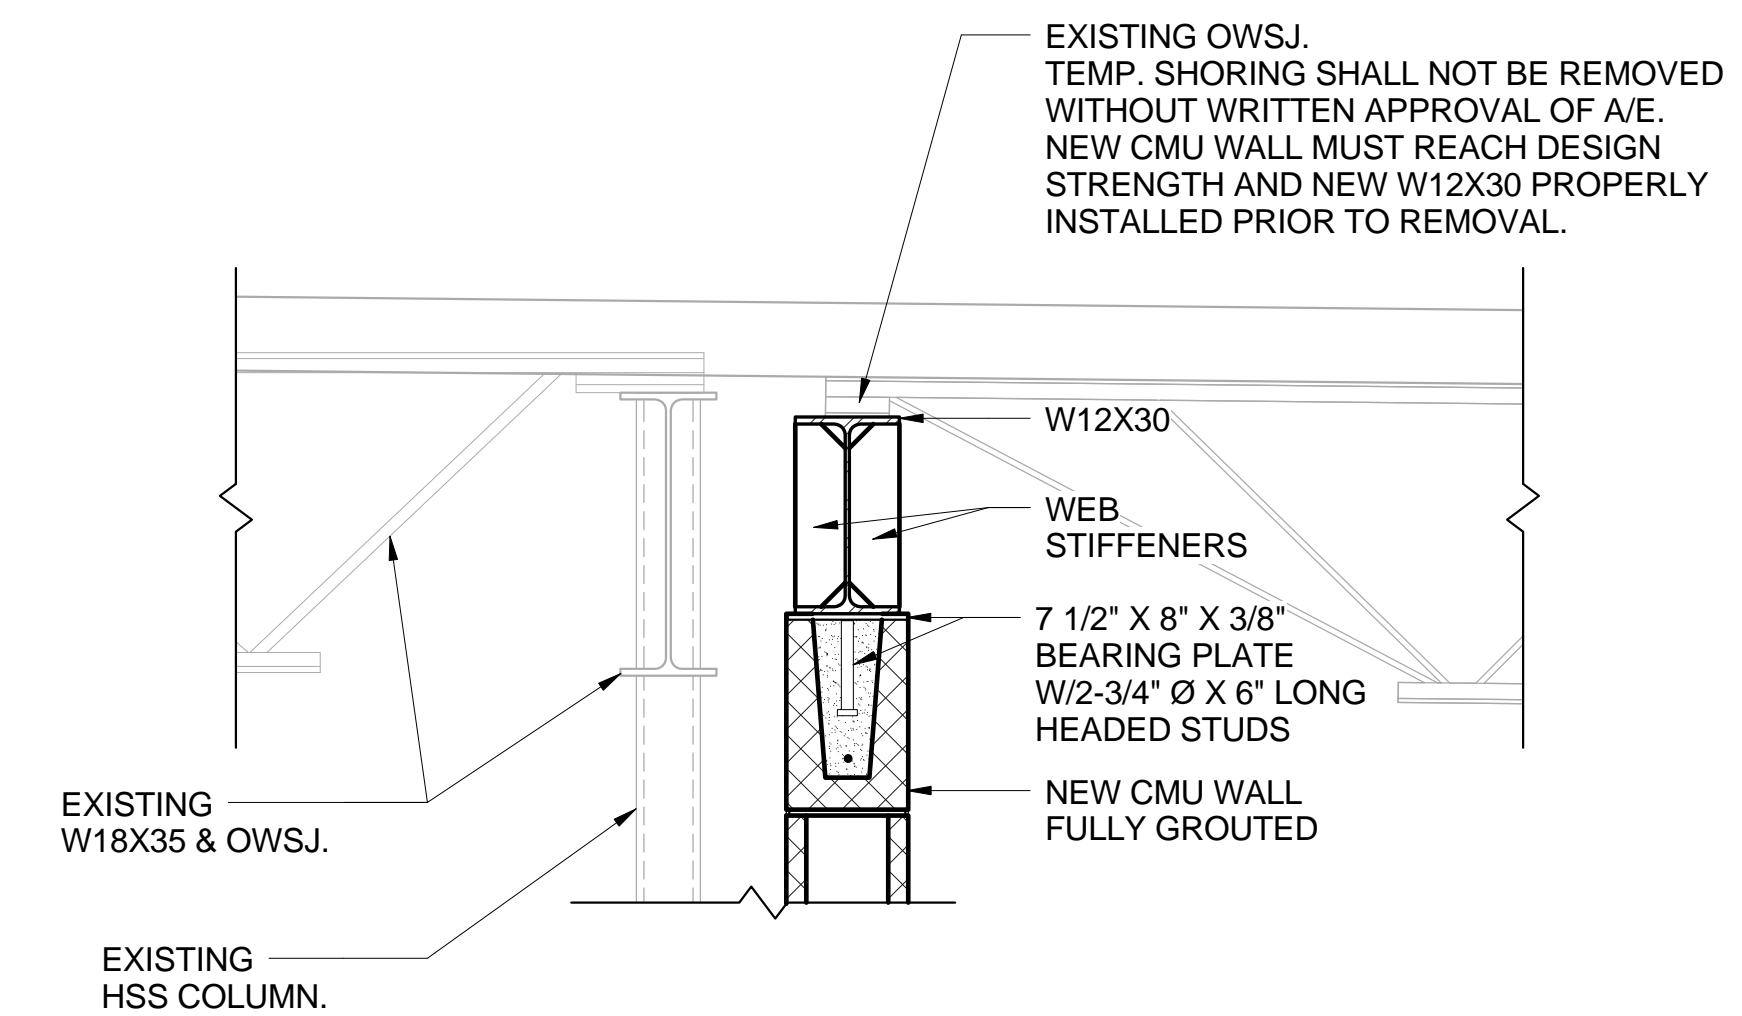 EXISTING OWSJ.
TEMP. SHORING SHALL NOT BE REMOVED
WITHOUT WRITTEN APPROVAL OF A/E.
NEW CMU WALL MUST REACH DESIGN
STRENGTH AND NEW W12X30 PROPERLY
INSTALLED PRIOR TO REMOVAL.
W12X30
WEB
STIFFENERS
7 1/2" X 8" X 3/8"
BEARING PLATE
W/2-3/4" Ø X 6" LONG
HEADED STUDS
NEW CMU WALL
FULLY GROUTED
EXISTING
W18X35 & OWSJ.
EXISTING
HSS COLUMN.